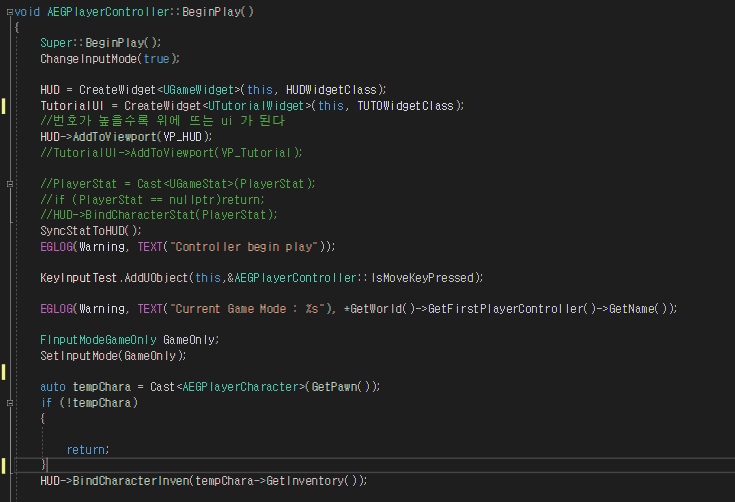 void AEGPlayerController::BeginPlay()
{
Super::BeginPlay();
ChangeInputMode(true);
HUD = CreateWidget<UGameWidget>(this, HUDWidgetClass);
TutorialUI = CreateWidget<UTutorialWidget>(this, TUTOWidgetClass);
//번호가 높을수록 위에 뜨는 ui 가 된다
HUD->AddToViewport(VP_HUD);
//TutorialUI->AddToViewport(VP_Tutorial);
//PlayerStat = Cast<UGameStat>(PlayerStat);
//if (PlayerStat == nullptr)return;
//HUD->BindCharacterStat(PlayerStat);
SyncStatToHUD();
EGLOG(Warning, TEXT("Controller begin play"));
KeyInputTest.AddUObject(this,&AEGPlayerController::IsMoveKeyPressed);
EGLOG(Warning, TEXT("Current Game Mode : %s"), *GetWorld()->GetFirstPlayerController()->GetName());
FInputModeGameOnly GameOnly;
SetInputMode(GameOnly);
auto tempChara = Cast<AEGPlayerCharacter>(GetPawn());
if (!tempChara)
{
return;
}
HUD->BindCharacterInven(tempChara->GetInventory());